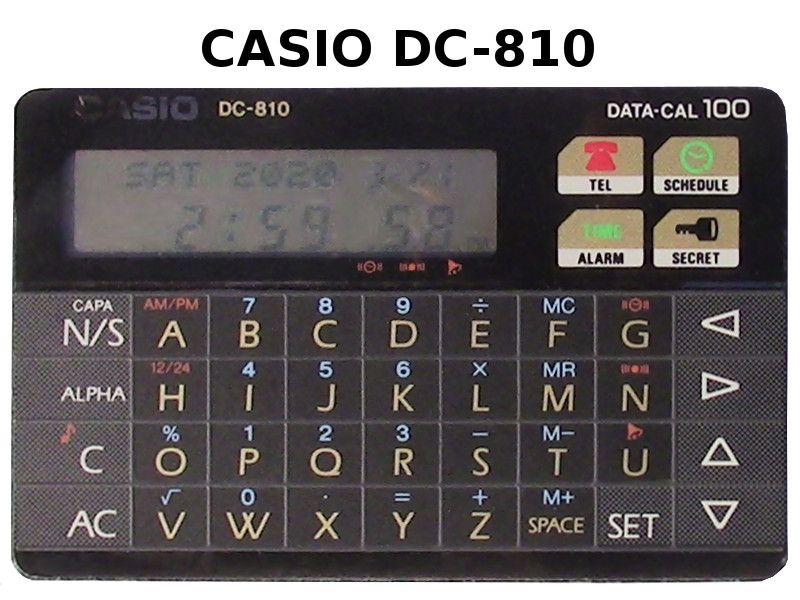 CASIO DC-810
CASIO DC-810 DATA-CAL 100
SAT 2020 3.21
2:59 58
TEL SCHEDULE
TIME
ALARM SECRET
CAPA AM/PM 7 8 9 ÷ MC
N/S A B C D E F G
12/24 4 5 6 × MR
ALPHA H I J K L M N
% 1 2 3 − M−
C O P Q R S T U
√ 0 · = + M+
AC V W X Y Z SPACE SET